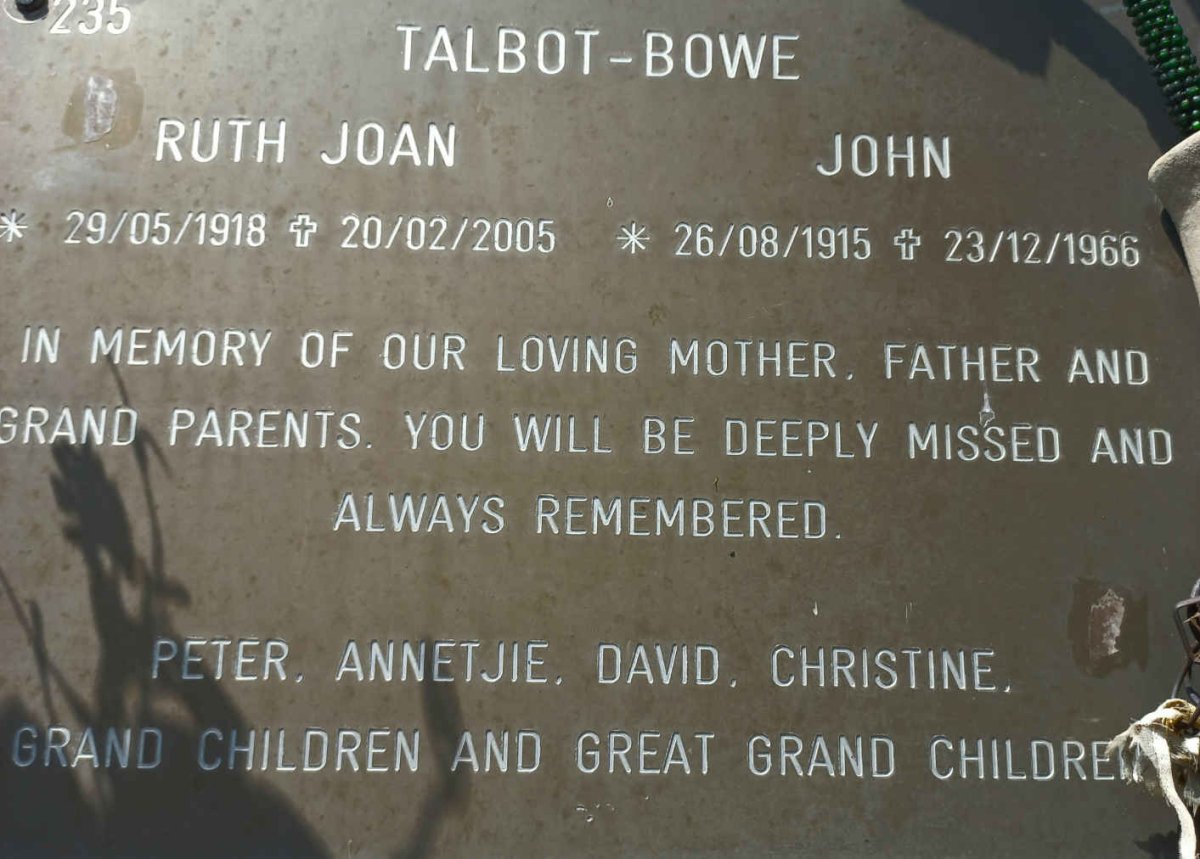 235
TALBOT-BOWE
RUTH JOAN JOHN
* 29/05/1918 ✝ 20/02/2005 * 26/08/1915 ✝ 23/12/1966
IN MEMORY OF OUR LOVING MOTHER, FATHER AND
GRAND PARENTS. YOU WILL BE DEEPLY MISSED AND
ALWAYS REMEMBERED.
PETER, ANNETJIE, DAVID, CHRISTINE,
GRAND CHILDREN AND GREAT GRAND CHILDREN